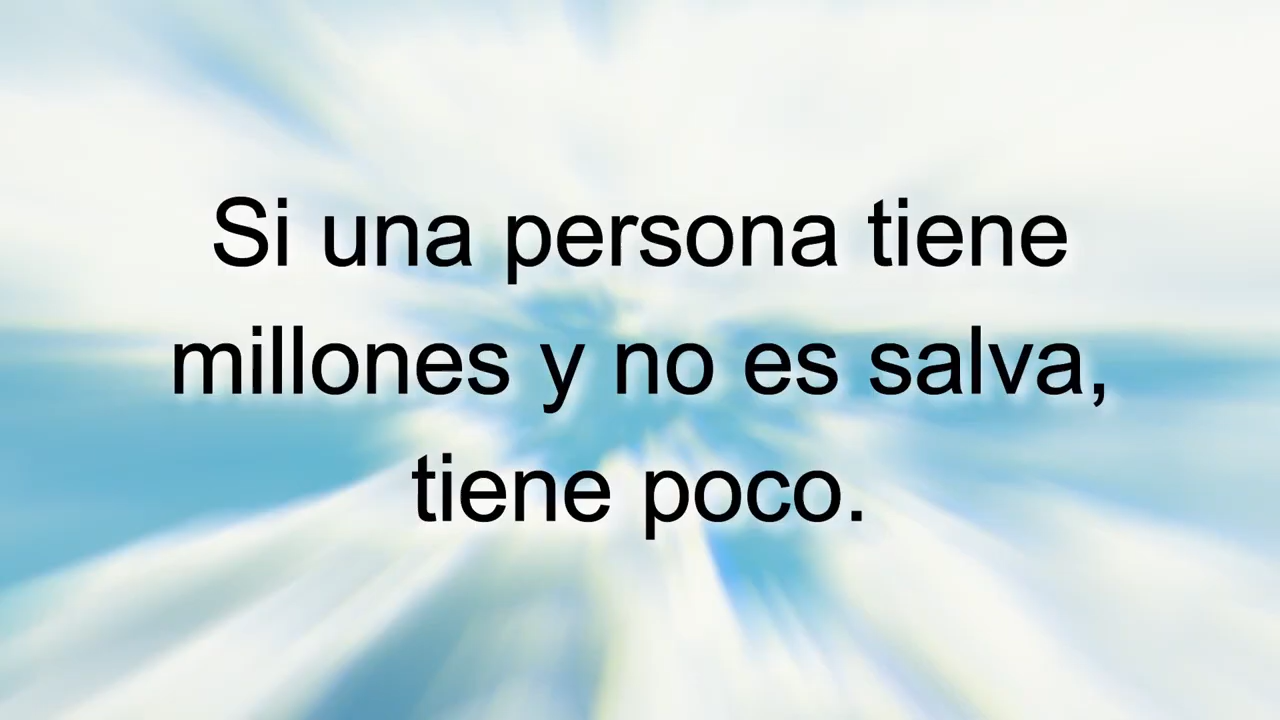 Si una persona tiene
millones y no es salva,
tiene poco.